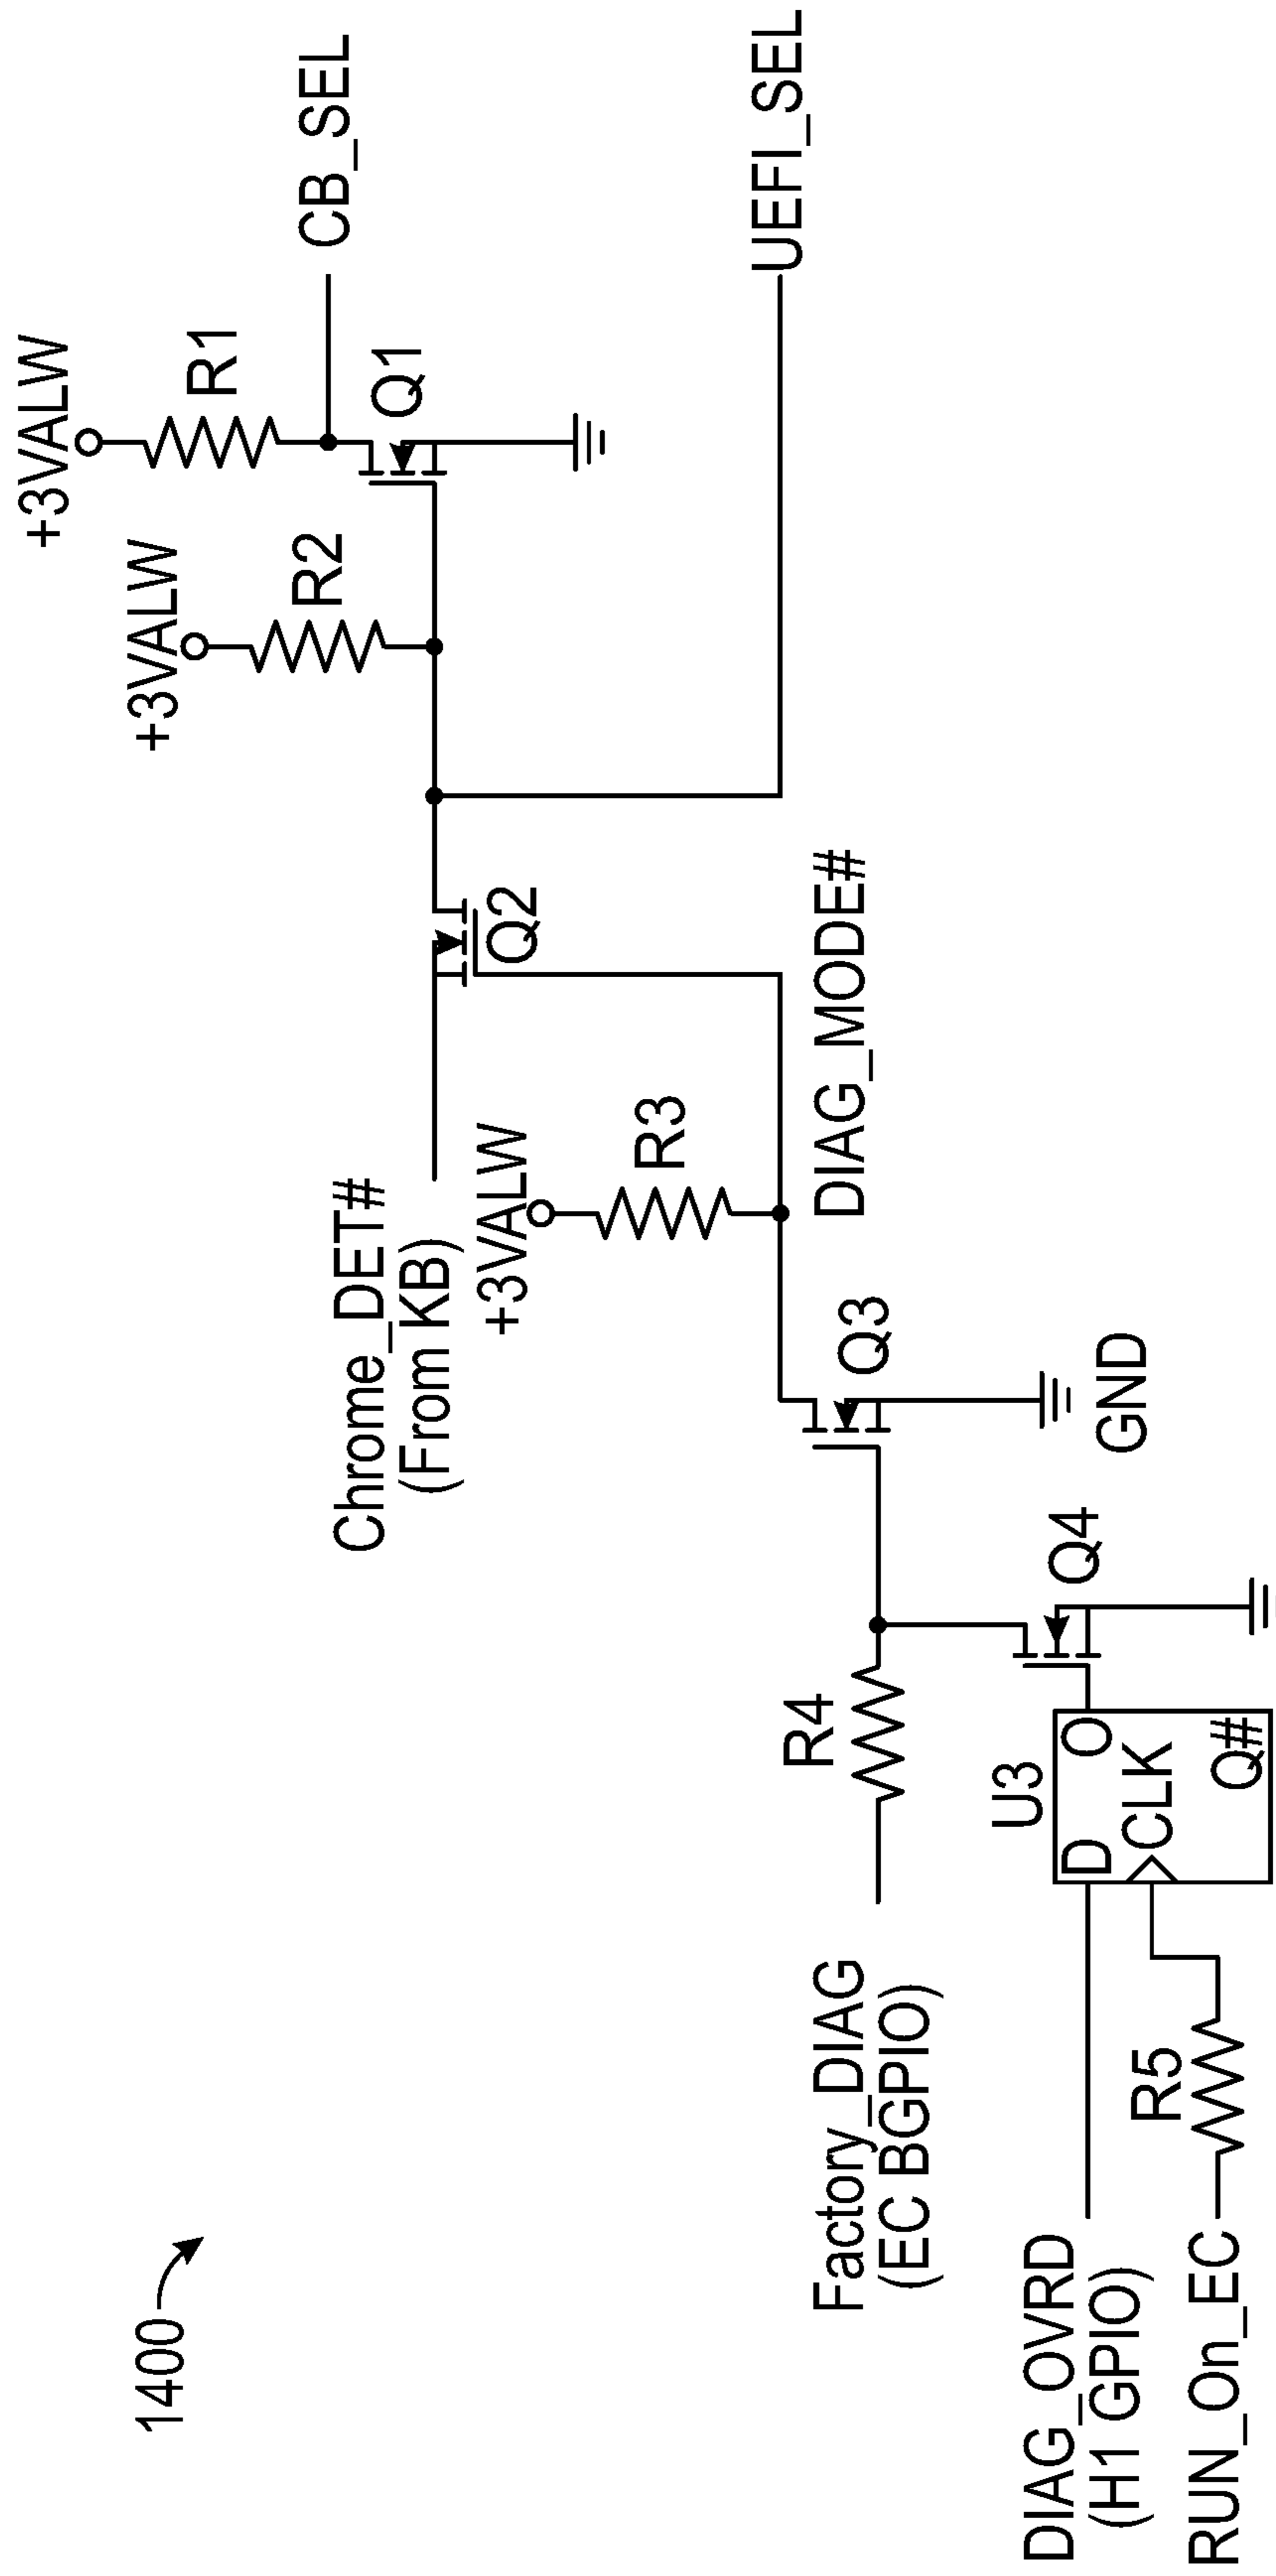 1400
+3VALW
R1
CB_SEL
+3VALW
R2
Q1
Chrome_DET#
(From KB)
Q2
+3VALW
R3
UEFI_SEL
DIAG_MODE#
Q3
GND
Factory_DIAG
(EC BGPIO)
R4
Q4
U3
D
O
CLK
Q#
DIAG_OVRD
(H1 GPIO)
R5
RUN_On_EC